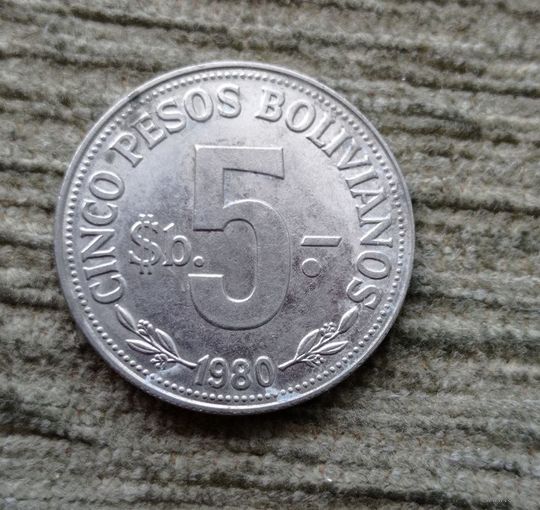 CINCO PESOS BOLIVIANOS
$b. 5.-
1980